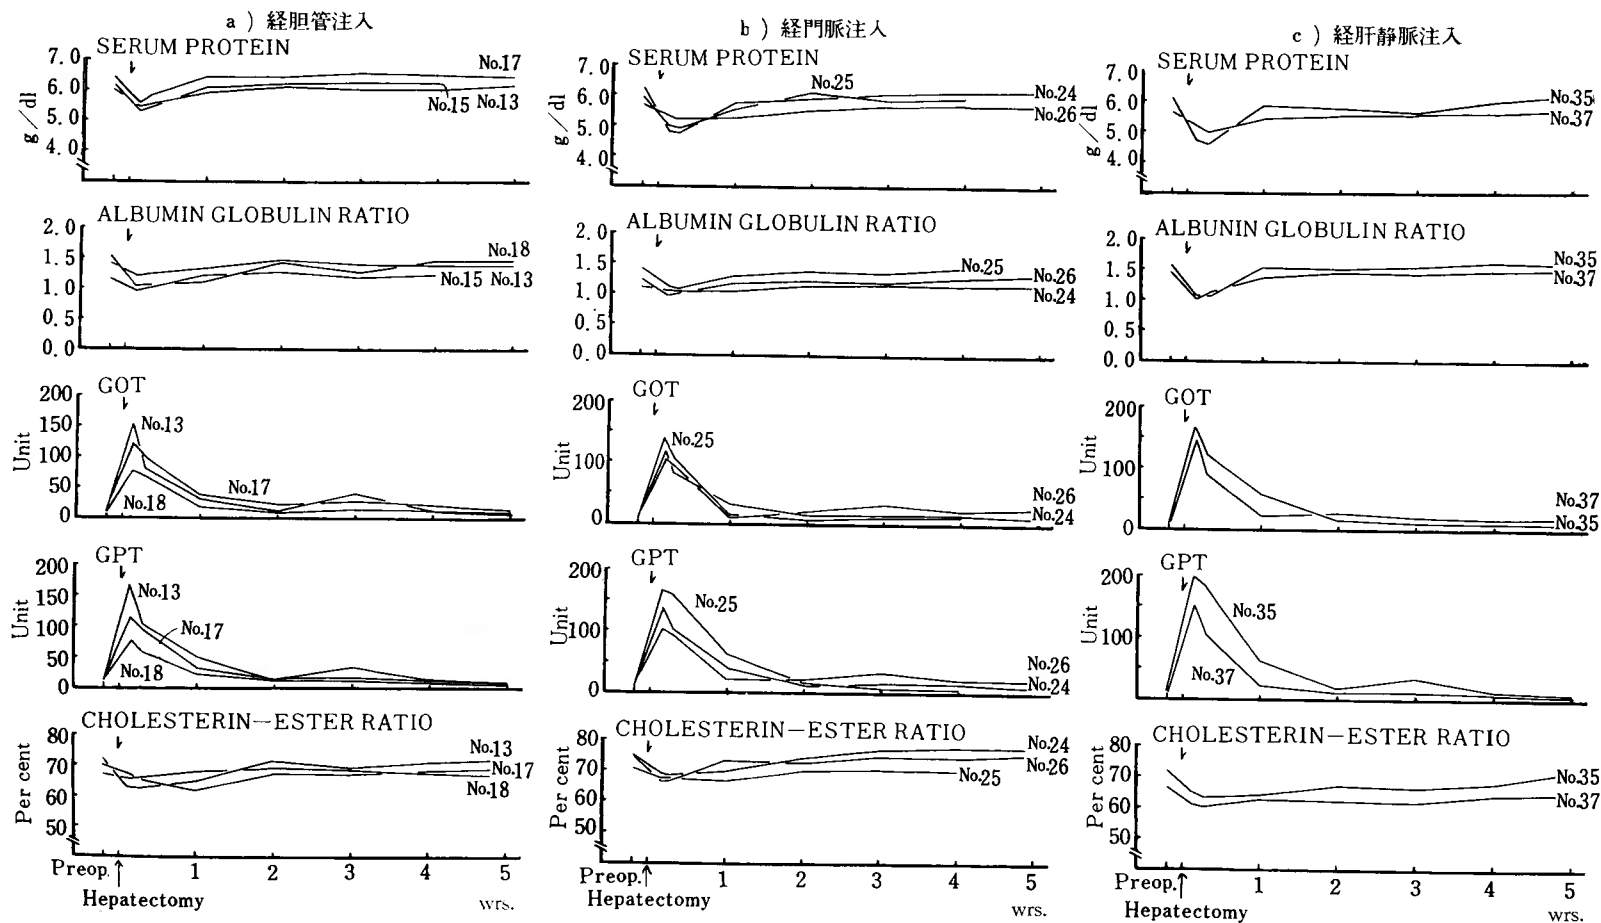 a ) 経胆管注入
SERUM PROTEIN
7.0
6.0
5.0
4.0
g/dl
No.17
No.15 No.13
ALBUMIN GLOBULIN RATIO
2.0
1.5
1.0
0.5
0.0
No.18
No.15 No.13
GOT
200
150
100
50
0
Unit
No.13
No.17
No.18
GPT
200
150
100
50
0
Unit
No.13
No.17
No.18
CHOLESTERIN-ESTER RATIO
80
70
60
50
Per cent
No.13
No.17
No.18
Preop. 1 2 3 4 5
Hepatectomy wrs.
b ) 経門脈注入
SERUM PROTEIN
7.0
6.0
5.0
4.0
g/dl
No.25
No.24
No.26
ALBUMIN GLOBULIN RATIO
2.0
1.5
1.0
0.5
0.0
No.25
No.26
No.24
GOT
200
100
0
Unit
No.25
No.26
No.24
GPT
200
100
0
Unit
No.25
No.26
No.24
CHOLESTERIN-ESTER RATIO
80
70
60
50
Per cent
No.24
No.26
No.25
Preop. 1 2 3 4 5
Hepatectomy wrs.
c ) 経肝静脈注入
SERUM PROTEIN
7.0
6.0
5.0
4.0
g/dl
No.35
No.37
ALBUNIN GLOBULIN RATIO
2.0
1.5
1.0
0.5
0.0
No.35
No.37
GOT
200
100
0
Unit
No.37
No.35
GPT
200
100
0
Unit
No.35
No.37
CHOLESTERIN-ESTER RATIO
80
70
60
50
Per cent
No.35
No.37
Preop. 1 2 3 4 5
Hepatectomy wrs.